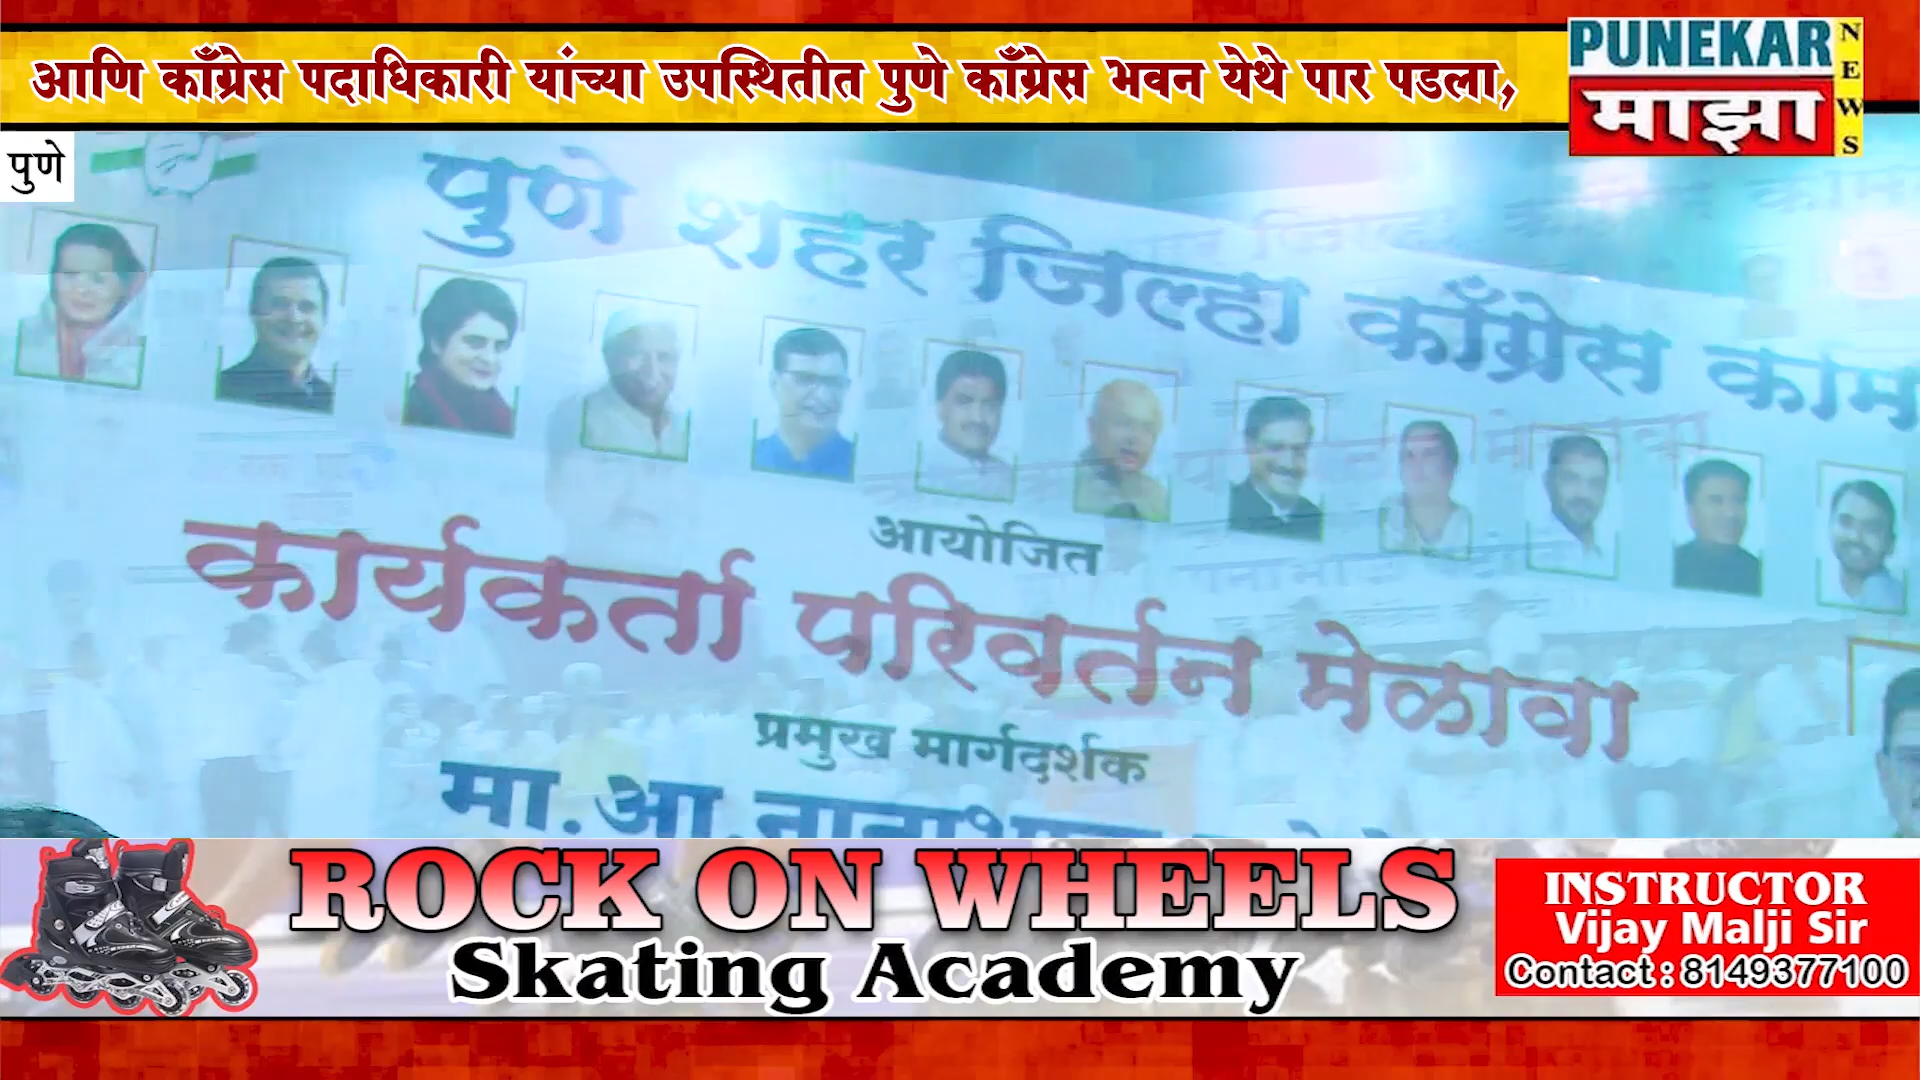 आणि काँग्रेस पदाधिकारी यांच्या उपस्थितीत पुणे काँग्रेस भवन येथे पार पडला,
PUNEKAR
माझा
NEWS
पुणे
पुणे शहर जिल्हा काँग्रेस
आयोजित
कार्यकर्ता परिवर्तन मेळावा
प्रमुख मार्गदर्शक
मा.आ.
ROCK ON WHEELS
Skating Academy
INSTRUCTOR
Vijay Malji Sir
Contact : 8149377100